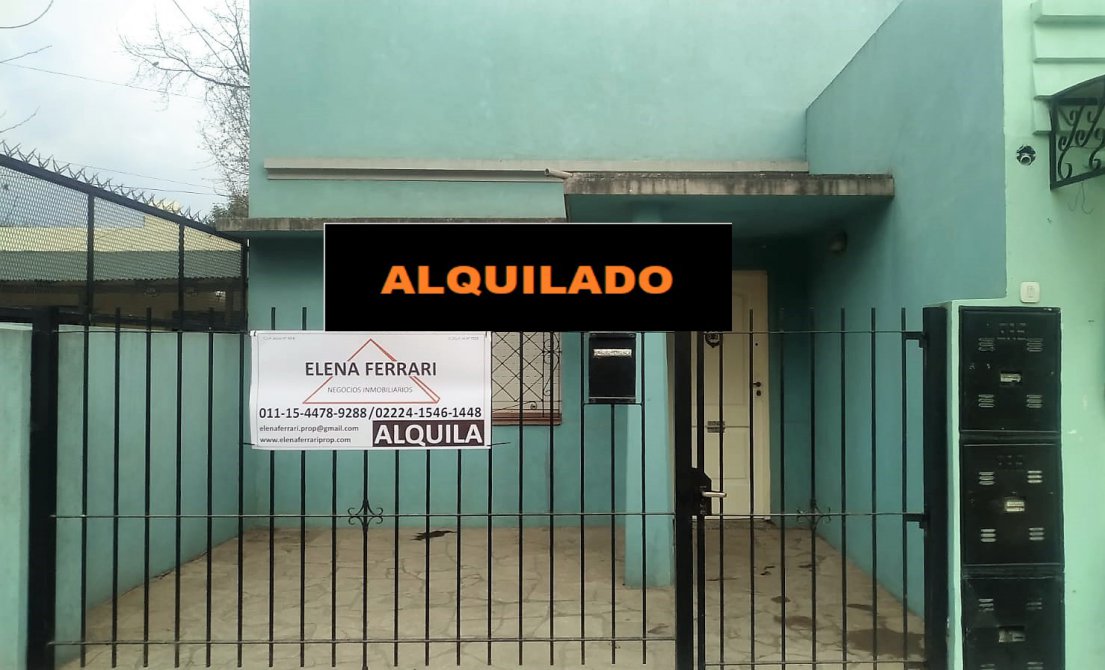 ALQUILADO
ELENA FERRARI
NEGOCIOS INMOBILIARIOS
011-15-4478-9288/02224-1546-1448
elenaferrari.prop@gmail.com
www.elenaferrariprop.com
ALQUILA